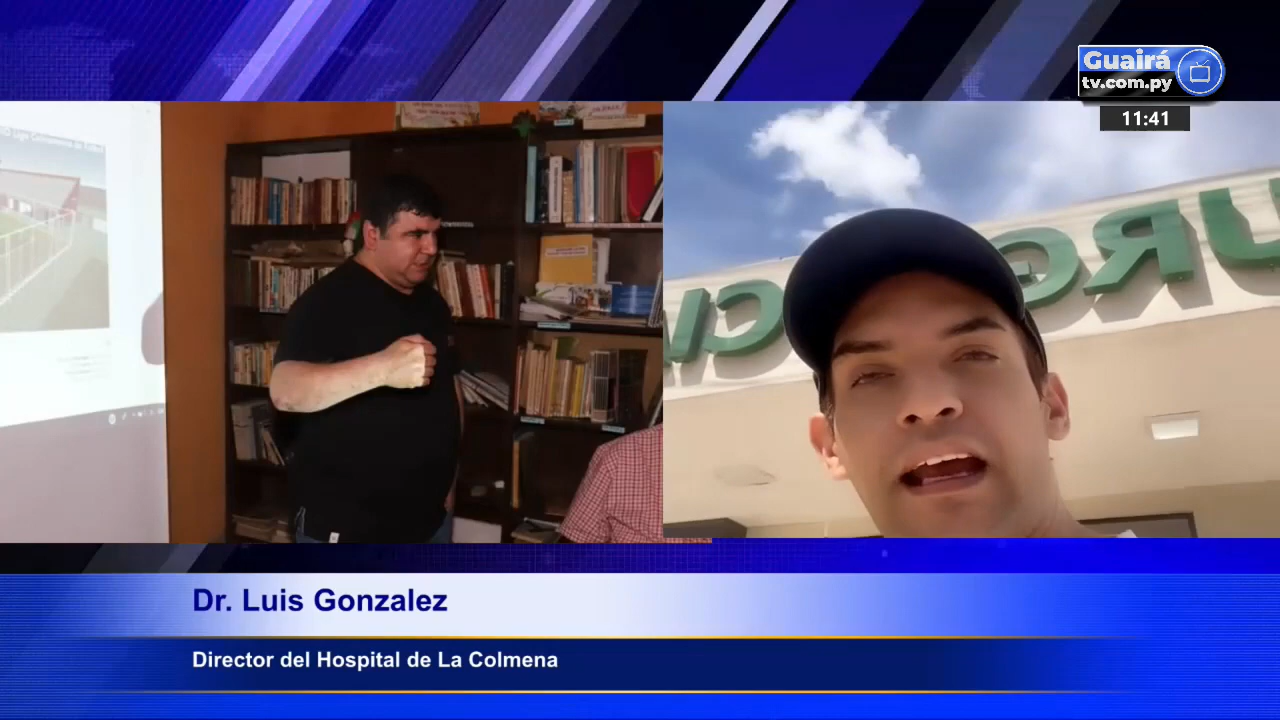 Guairá
tv.com.py
11:41
Dr. Luis Gonzalez
Director del Hospital de La Colmena